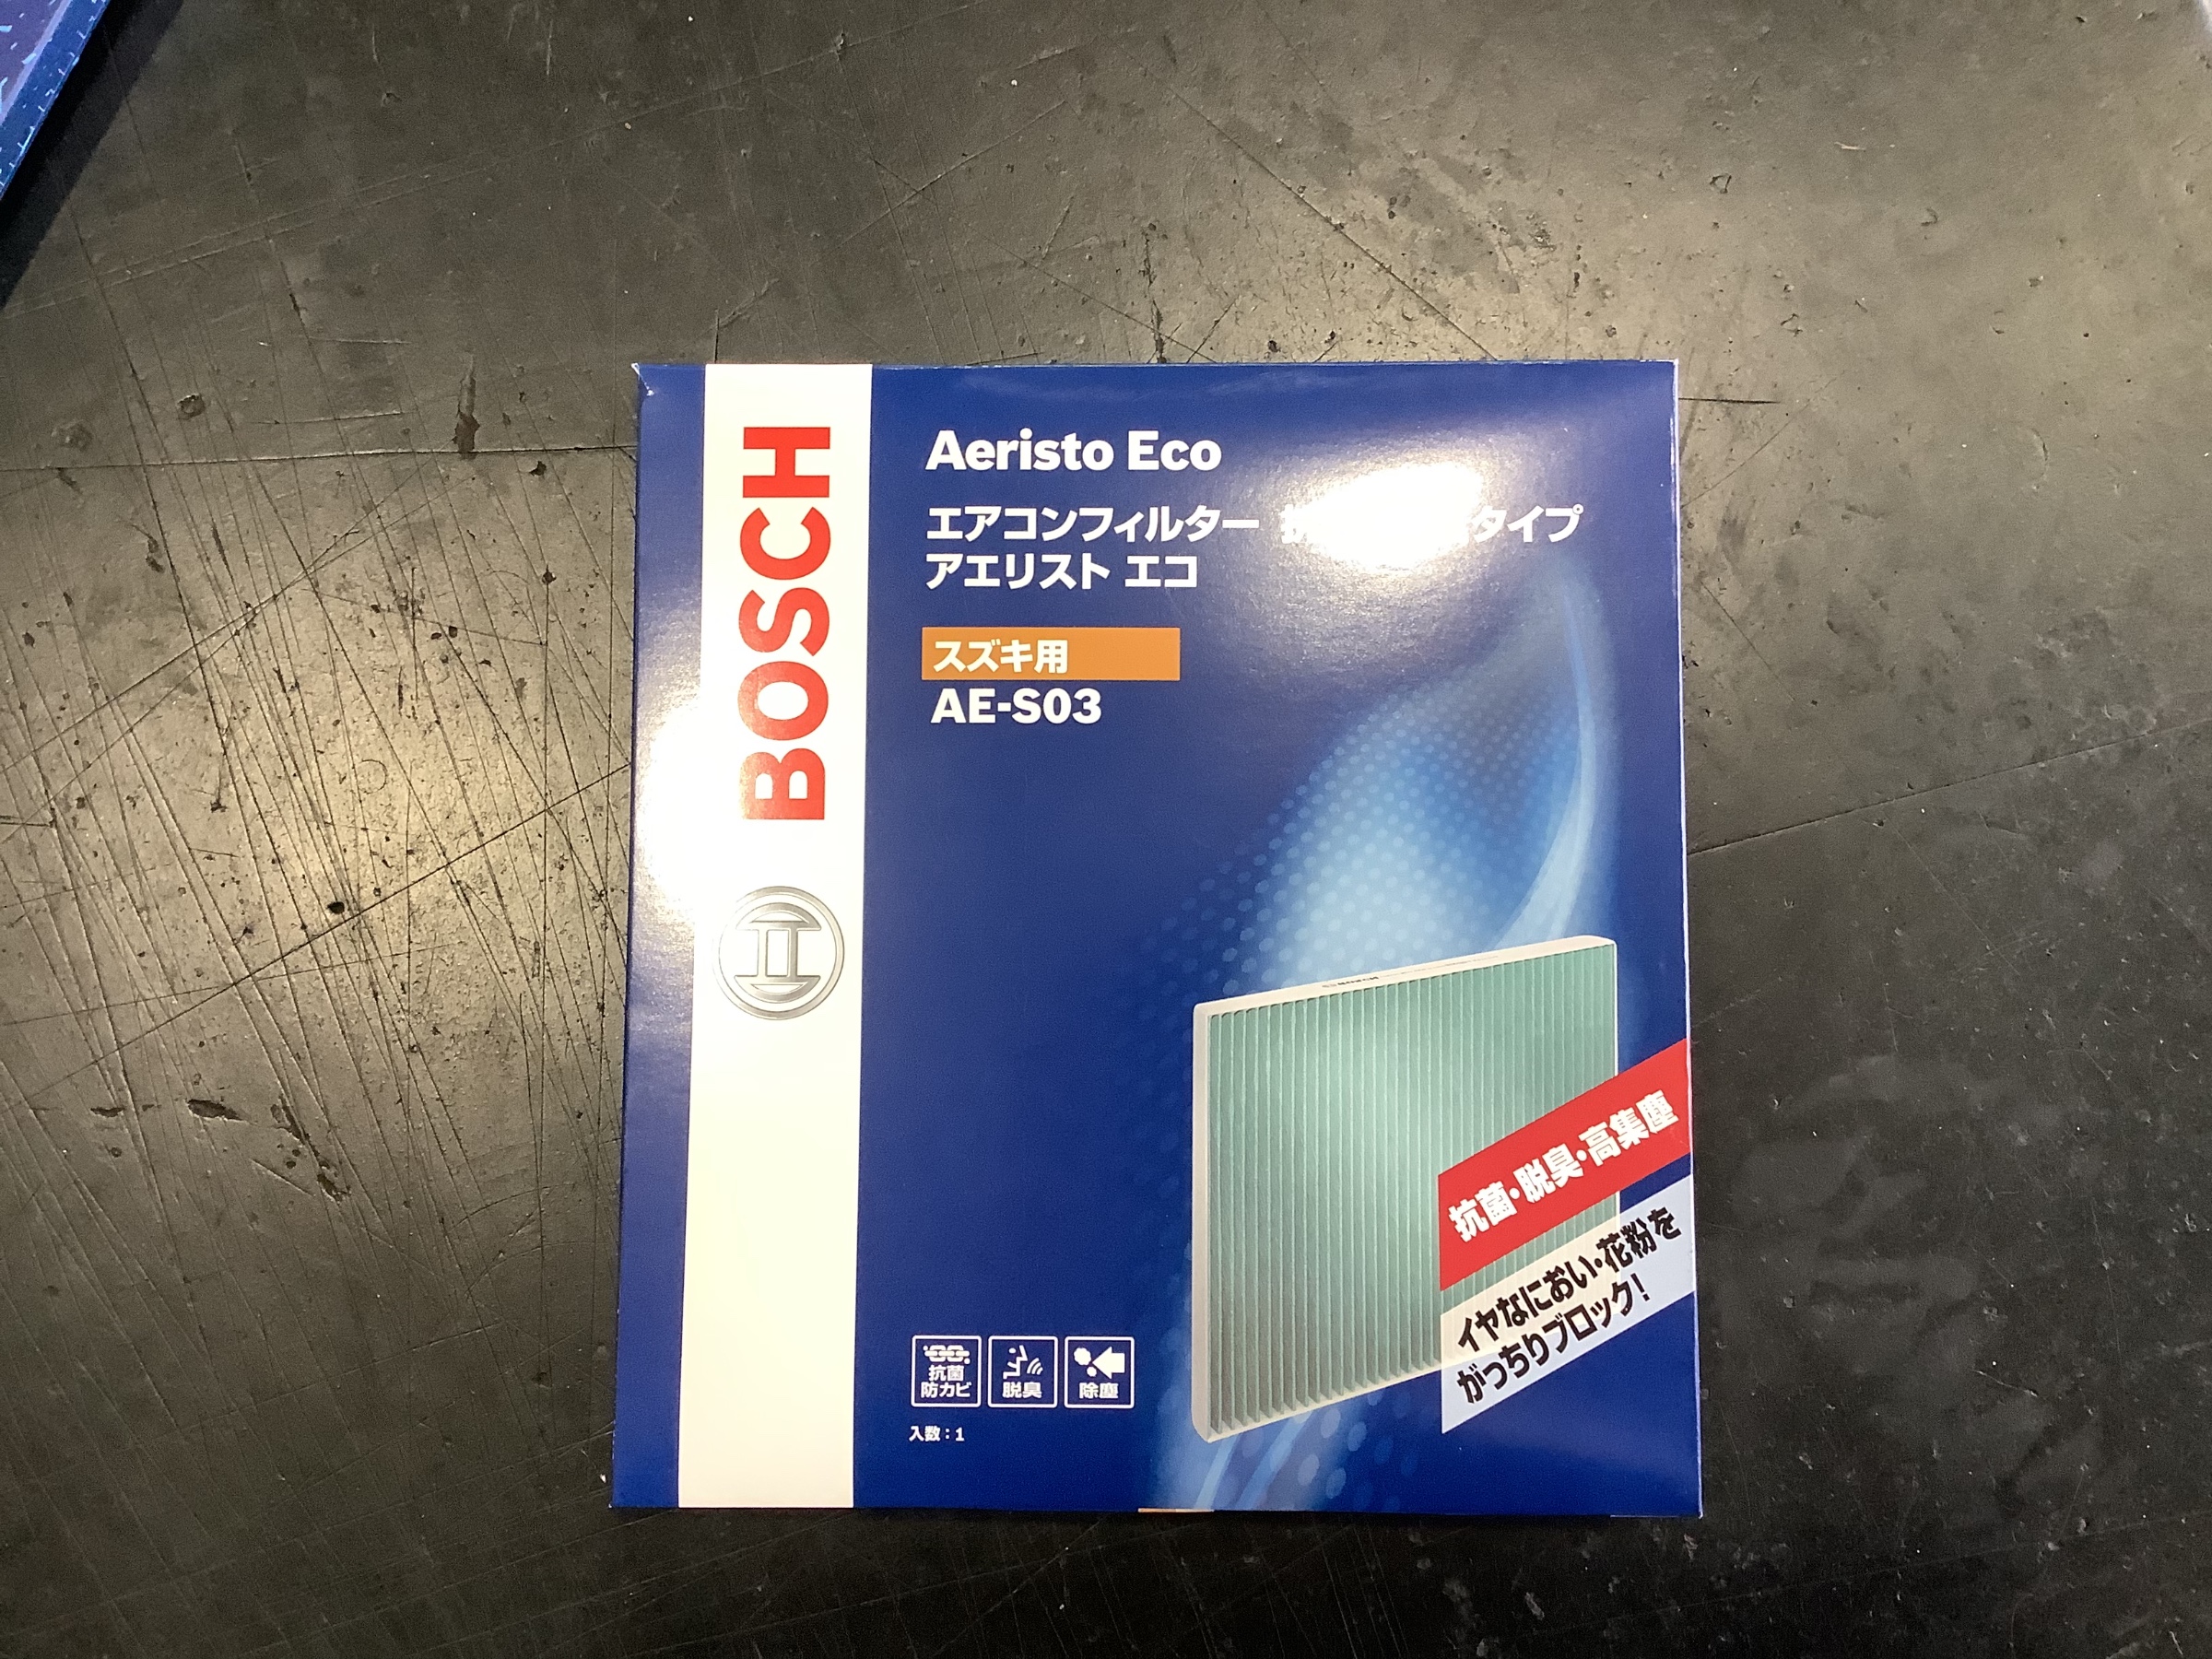 BOSCH
Aeristo Eco
エアコンフィルター 抗 タイプ
アエリスト エコ
スズキ用
AE-S03
抗菌・脱臭・高集塵
イヤなにおい・花粉を
がっちりブロック!
抗菌
防カビ
脱臭
除塵
入数:1